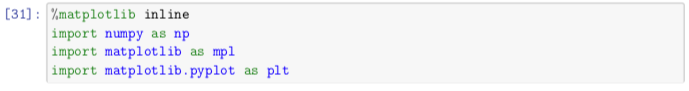 [31]: %matplotlib inline
import numpy as np
import matplotlib as mpl
import matplotlib.pyplot as plt